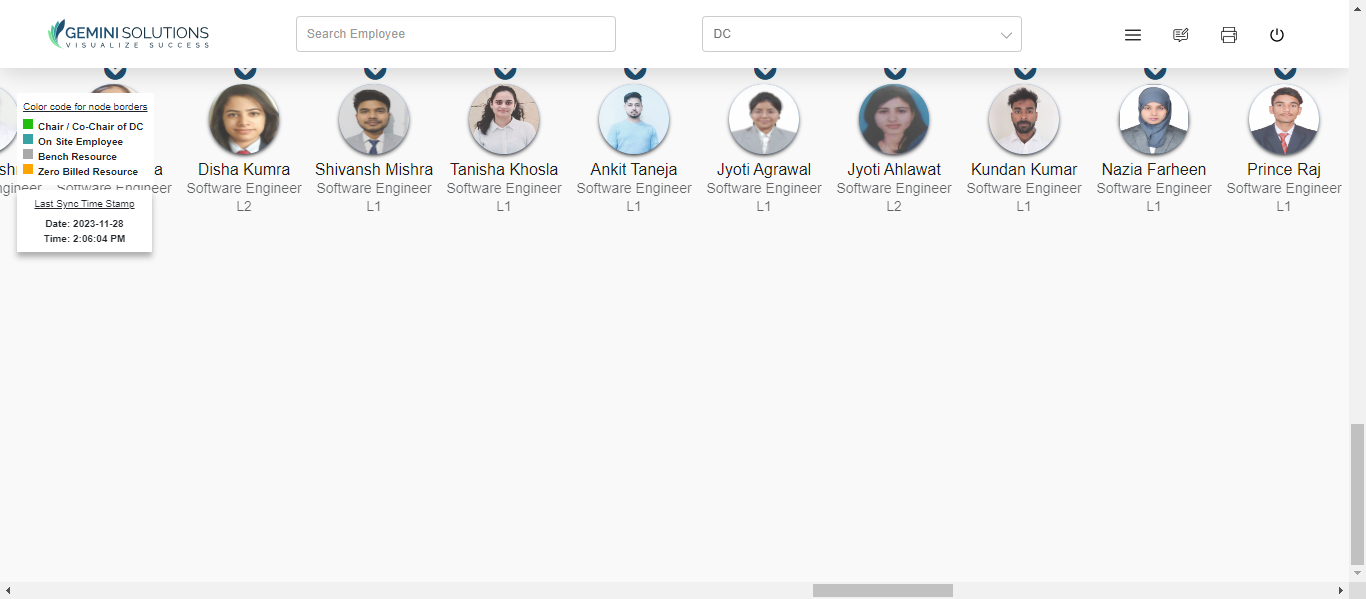 GEMINI SOLUTIONS
VISUALIZE SUCCESS
Search Employee
DC
Color code for node borders
Chair / Co-Chair of DC
On Site Employee
Bench Resource
Zero Billed Resource
Last Sync Time Stamp
Date: 2023-11-28
Time: 2:06:04 PM
Software Engineer
Disha Kumra
Software Engineer
L2
Shivansh Mishra
Software Engineer
L1
Tanisha Khosla
Software Engineer
L1
Ankit Taneja
Software Engineer
L1
Jyoti Agrawal
Software Engineer
L1
Jyoti Ahlawat
Software Engineer
L2
Kundan Kumar
Software Engineer
L1
Nazia Farheen
Software Engineer
L1
Prince Raj
Software Engineer
L1